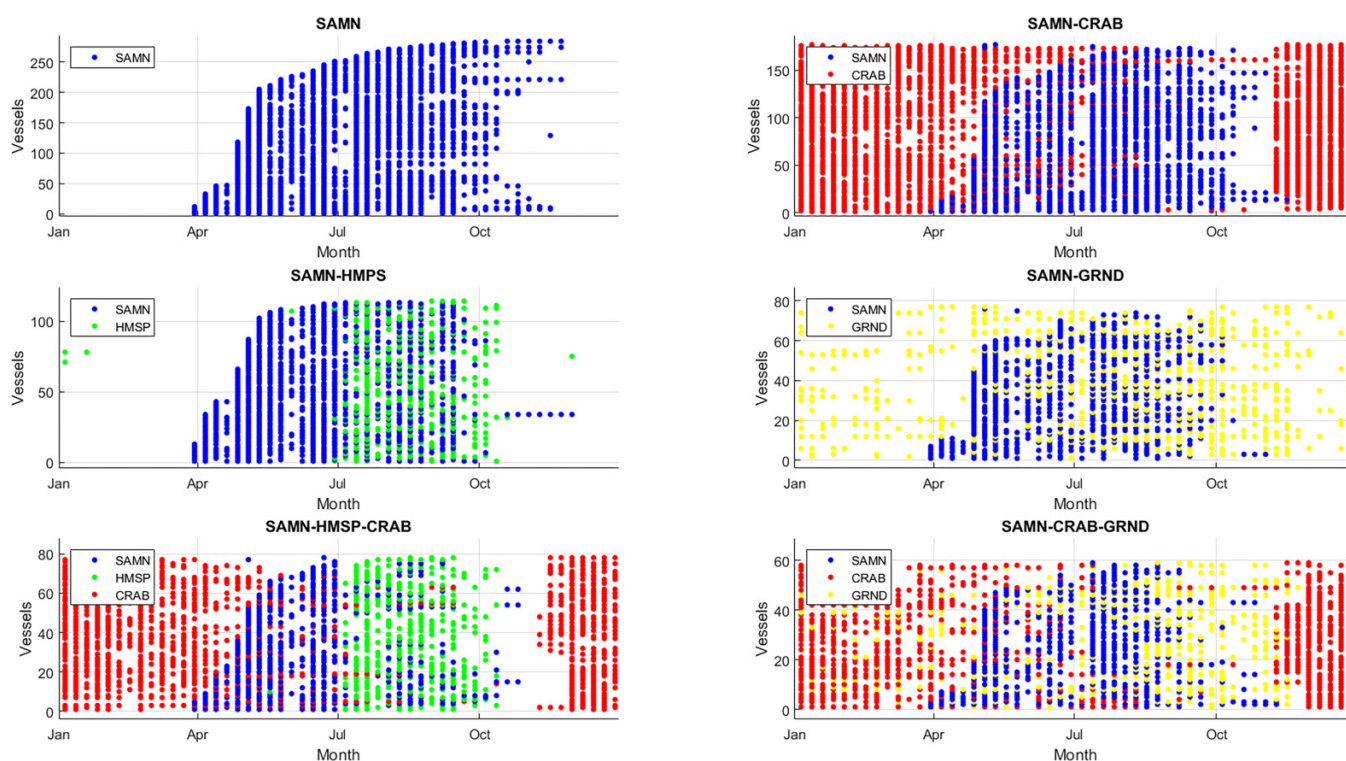 SAMN
SAMN
Vessels
250
200
150
100
50
0
Jan
Apr
Jul
Oct
Month
SAMN-CRAB
SAMN
CRAB
Vessels
150
100
50
0
Jan
Apr
Jul
Oct
Month
SAMN-HMPS
SAMN
HMSP
Vessels
100
50
0
Jan
Apr
Jul
Oct
Month
SAMN-GRND
SAMN
GRND
Vessels
80
60
40
20
0
Jan
Apr
Jul
Oct
Month
SAMN-HMSP-CRAB
SAMN
HMSP
CRAB
Vessels
80
60
40
20
0
Jan
Apr
Jul
Oct
Month
SAMN-CRAB-GRND
SAMN
CRAB
GRND
Vessels
60
40
20
0
Jan
Apr
Jul
Oct
Month